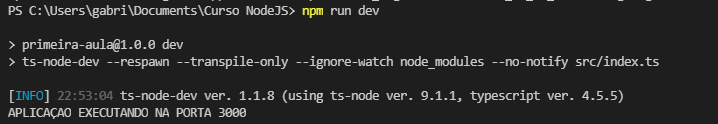 PS C:\Users\gabri\Documents\Curso NodeJS> npm run dev
> primeira-aula@1.0.0 dev
> ts-node-dev --respawn --transpile-only --ignore-watch node_modules --no-notify src/index.ts
[INFO] 22:53:04 ts-node-dev ver. 1.1.8 (using ts-node ver. 9.1.1, typescript ver. 4.5.5)
APLICAÇAO EXECUTANDO NA PORTA 3000